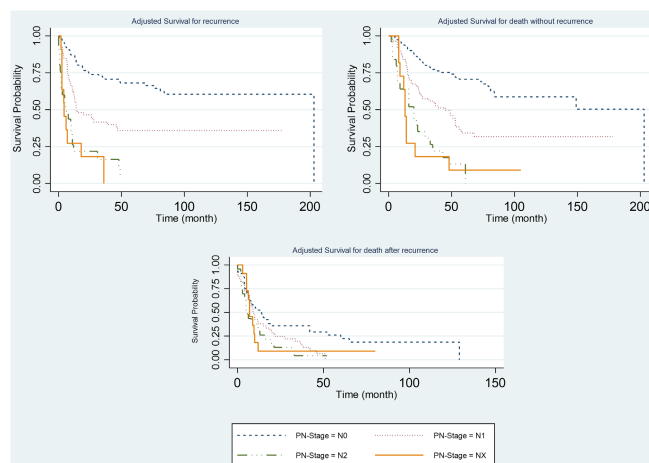 Adjusted Survival for recurrence
Survival Probability
1.00
0.75
0.50
0.25
0.00
0 50 100 150 200
Time (month)
Adjusted Survival for death without recurrence
Survival Probability
1.00
0.75
0.50
0.25
0.00
0 50 100 150 200
Time (month)
Adjusted Survival for death after recurrence
Survival Probability
1.00
0.75
0.50
0.25
0.00
0 50 100 150
Time (month)
PN-Stage = N0 PN-Stage = N1
PN-Stage = N2 PN-Stage = NX